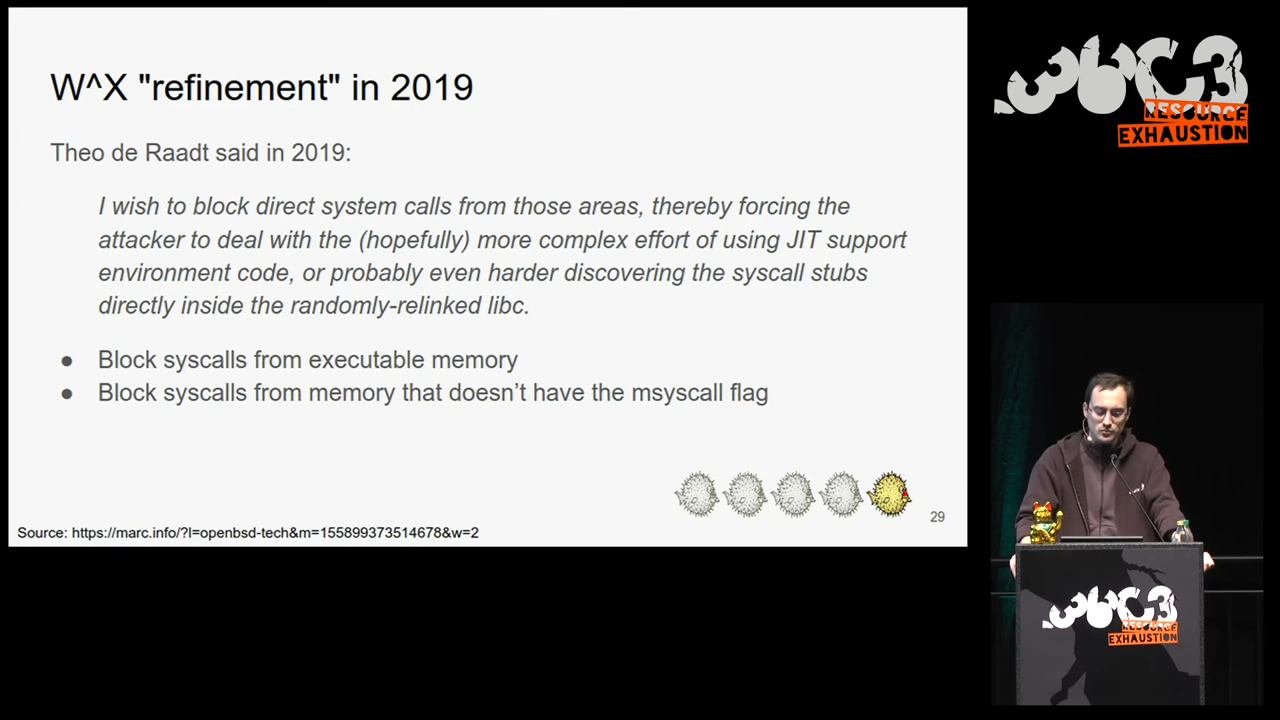 W^X "refinement" in 2019
Theo de Raadt said in 2019:
I wish to block direct system calls from those areas, thereby forcing the
attacker to deal with the (hopefully) more complex effort of using JIT support
environment code, or probably even harder discovering the syscall stubs
directly inside the randomly-relinked libc.
● Block syscalls from executable memory
● Block syscalls from memory that doesn’t have the msyscall flag
29
Source: https://marc.info/?l=openbsd-tech&m=155899373514678&w=2
36C3
RESOURCE
EXHAUSTION
36C3
RESOURCE
EXHAUSTION